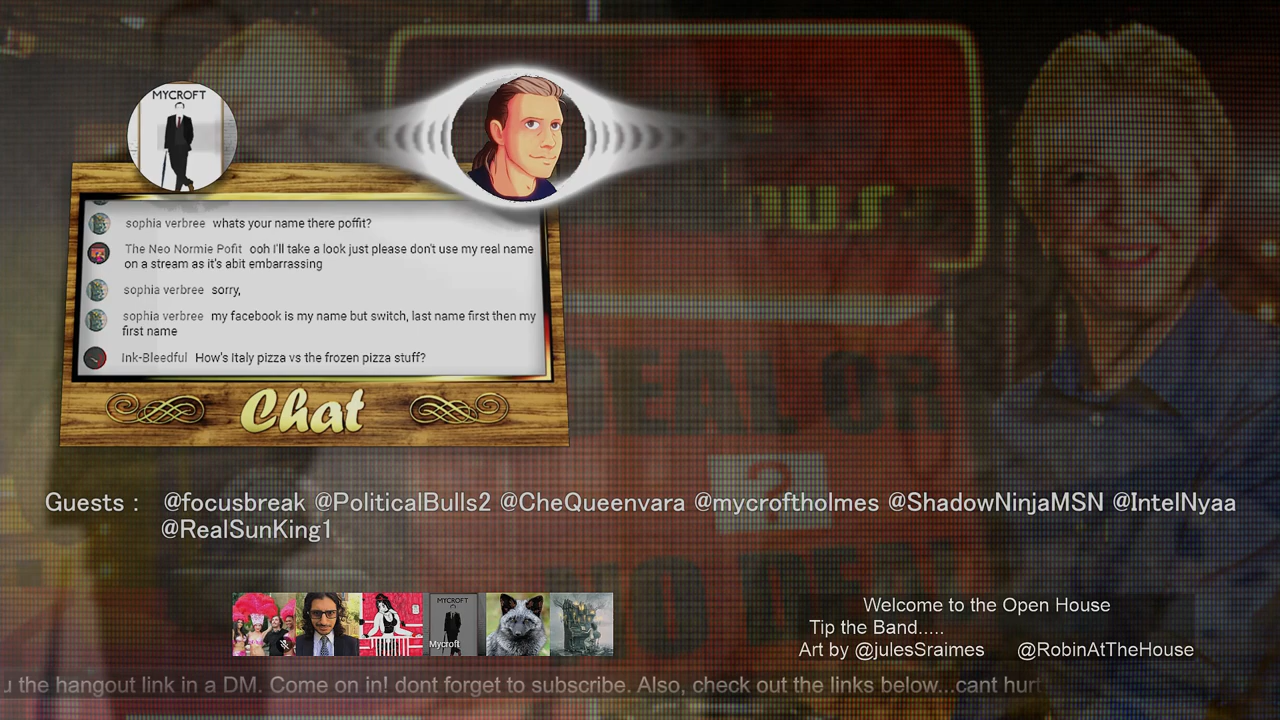 MYCROFT
sophia verbree whats your name there poffit?
The Neo Normie Pofit ooh I'll take a look just please don't use my real name
on a stream as it's abit embarrassing
sophia verbree sorry,
sophia verbree my facebook is my name but switch, last name first then my
first name
Ink-Bleedful How's Italy pizza vs the frozen pizza stuff?
Chat
DEAL OR
?
NO DEAL
Guests : @focusbreak @PoliticalBulls2 @CheQueenvara @mycroftholmes @ShadowNinjaMSN @IntelNyaa
@RealSunKing1
MYCROFT
Mycroft
Welcome to the Open House
Tip the Band.....
Art by @julesSraimes @RobinAtTheHouse
u the hangout link in a DM. Come on in! dont forget to subscribe. Also, check out the links below...cant hurt